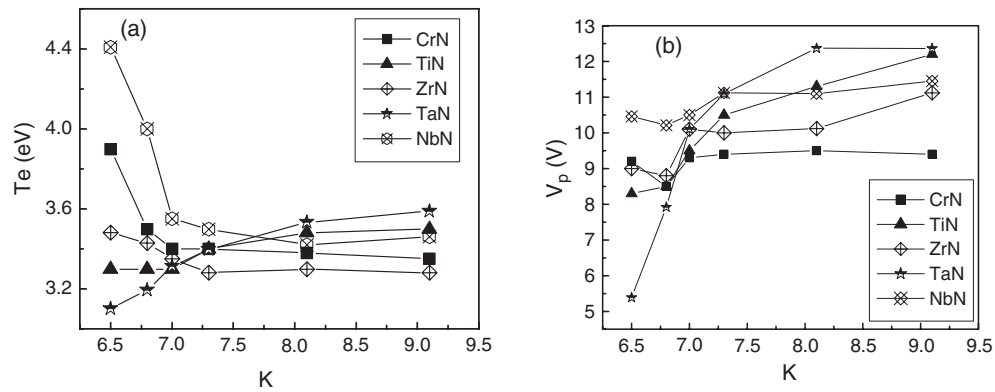 (a)
CrN
TiN
ZrN
TaN
NbN
4.4
4.0
3.6
3.2
Te (eV)
6.5 7.0 7.5 8.0 8.5 9.0 9.5
K
(b)
13
12
11
10
9
8
7
6
5
Vp (V)
CrN
TiN
ZrN
TaN
NbN
6.5 7.0 7.5 8.0 8.5 9.0 9.5
K